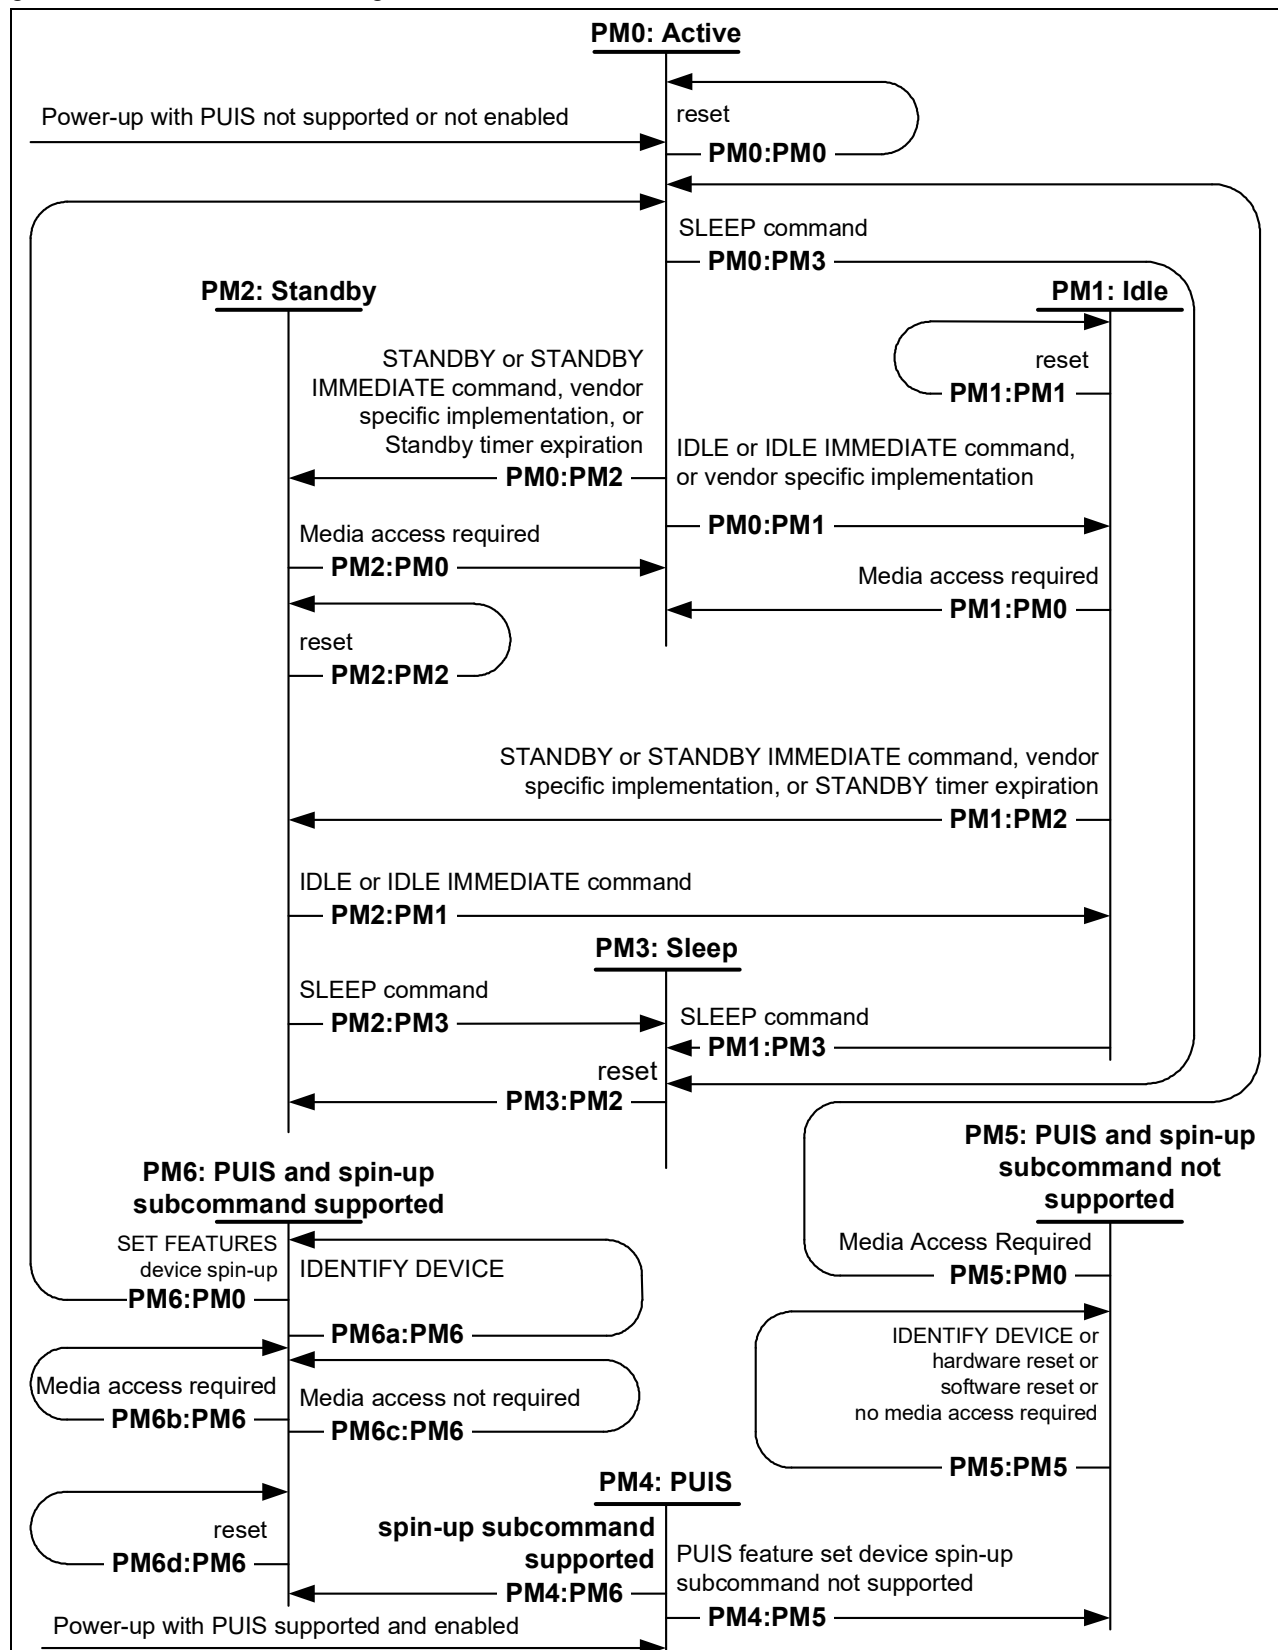 PM0: Active
reset
Power-up with PUIS not supported or not enabled
PM0:PM0
SLEEP command
PM0:PM3
PM2: Standby
PM1: Idle
STANDBY or STANDBY
IMMEDIATE command, vendor
specific implementation, or
Standby timer expiration
PM0:PM2
reset
PM1:PM1
IDLE or IDLE IMMEDIATE command,
or vendor specific implementation
PM0:PM1
Media access required
PM2:PM0
Media access required
PM1:PM0
reset
PM2:PM2
STANDBY or STANDBY IMMEDIATE command, vendor
specific implementation, or STANDBY timer expiration
PM1:PM2
IDLE or IDLE IMMEDIATE command
PM2:PM1
PM3: Sleep
SLEEP command
PM2:PM3
SLEEP command
PM1:PM3
reset
PM3:PM2
PM5: PUIS and spin-up
subcommand not
supported
PM6: PUIS and spin-up
subcommand supported
SET FEATURES
device spin-up
PM6:PM0
IDENTIFY DEVICE
PM6a:PM6
Media Access Required
PM5:PM0
IDENTIFY DEVICE or
hardware reset or
software reset or
no media access required
PM5:PM5
Media access required
PM6b:PM6
Media access not required
PM6c:PM6
PM4: PUIS
reset
PM6d:PM6
spin-up subcommand
supported
PM4:PM6
PUIS feature set device spin-up
subcommand not supported
PM4:PM5
Power-up with PUIS supported and enabled